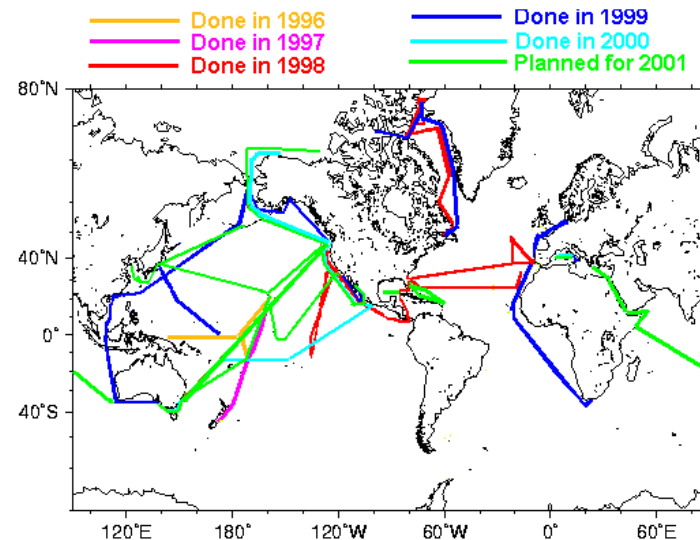 Done in 1996
Done in 1997
Done in 1998
Done in 1999
Done in 2000
Planned for 2001
80°N
40°N
0°
40°S
120°E
180°
120°W
60°W
0°
60°E